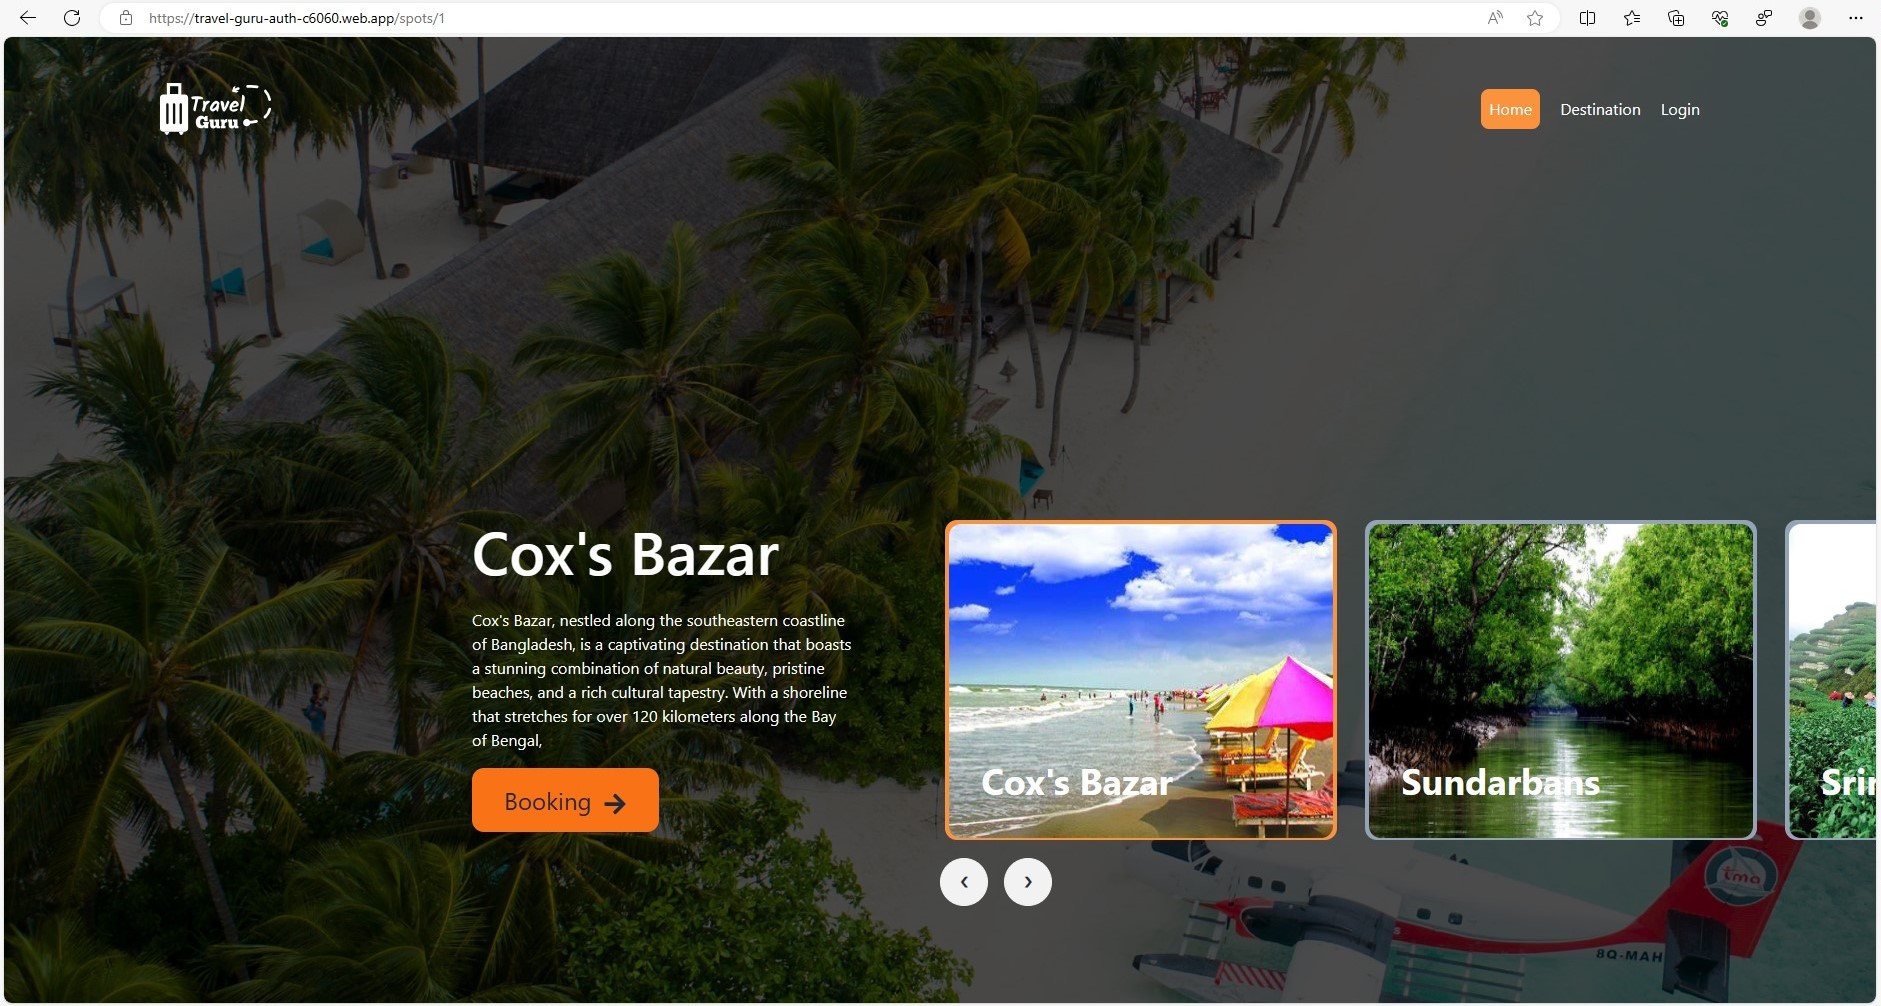 https://travel-guru-auth-c6060.web.app/spots/1
Travel
Guru
Home Destination Login
Cox's Bazar
Cox's Bazar, nestled along the southeastern coastline
of Bangladesh, is a captivating destination that boasts
a stunning combination of natural beauty, pristine
beaches, and a rich cultural tapestry. With a shoreline
that stretches for over 120 kilometers along the Bay
of Bengal,
Booking
Cox's Bazar
Sundarbans
tma
8Q-MAH